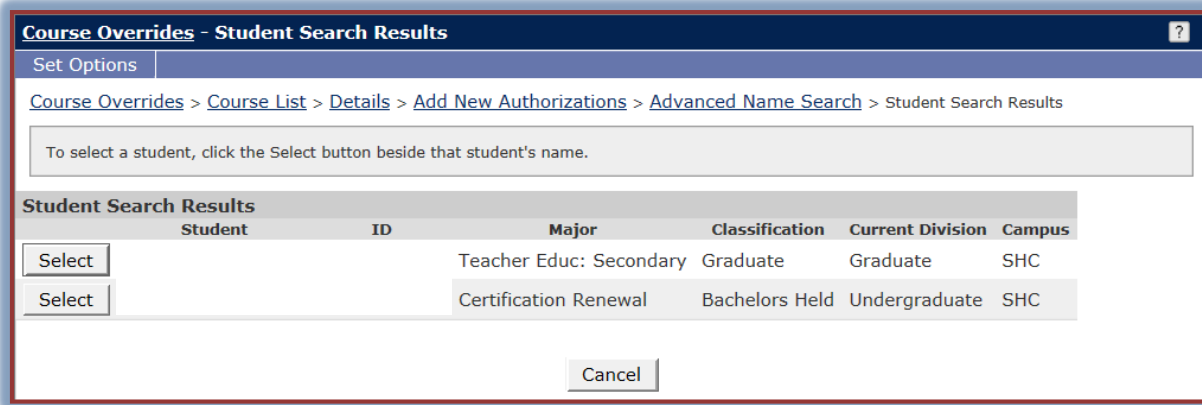 Course Overrides - Student Search Results ?
Set Options
Course Overrides > Course List > Details > Add New Authorizations > Advanced Name Search > Student Search Results
To select a student, click the Select button beside that student's name.
Student Search Results
Student ID Major Classification Current Division Campus
Select Teacher Educ: Secondary Graduate Graduate SHC
Select Certification Renewal Bachelors Held Undergraduate SHC
Cancel